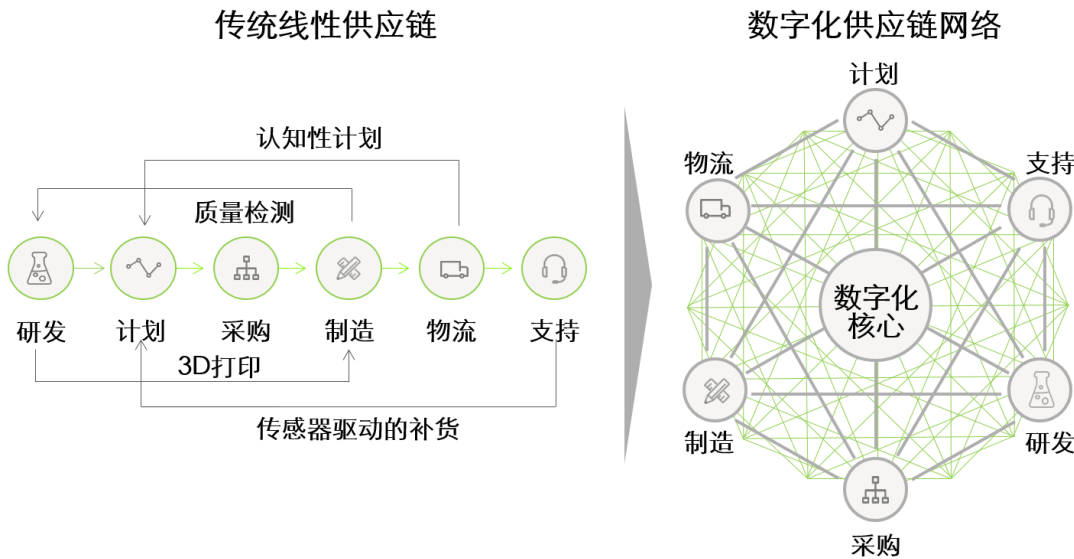 传统线性供应链
认知性计划
质量检测
研发
计划
采购
制造
物流
支持
3D打印
传感器驱动的补货
数字化供应链网络
计划
物流
支持
数字化
核心
制造
研发
采购